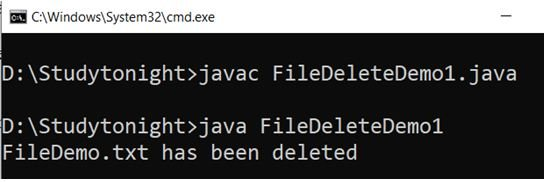 C:\Windows\System32\cmd.exe
D:\Studytonight>javac FileDeleteDemo1.java
D:\Studytonight>java FileDeleteDemo1
FileDemo.txt has been deleted